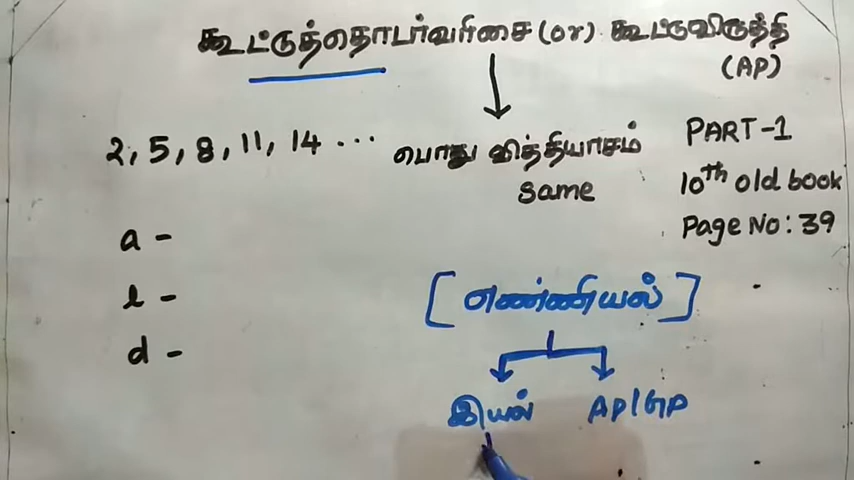 கூட்டுத்தொடர்வரிசை (or) கூட்டுவிருத்தி
(AP)
2, 5, 8, 11, 14 ... பொது வித்தியாசம்
same
PART-1
10th old book
Page No: 39
a -
l -
d -
[எண்ணியல்]
இயல் AP/GP